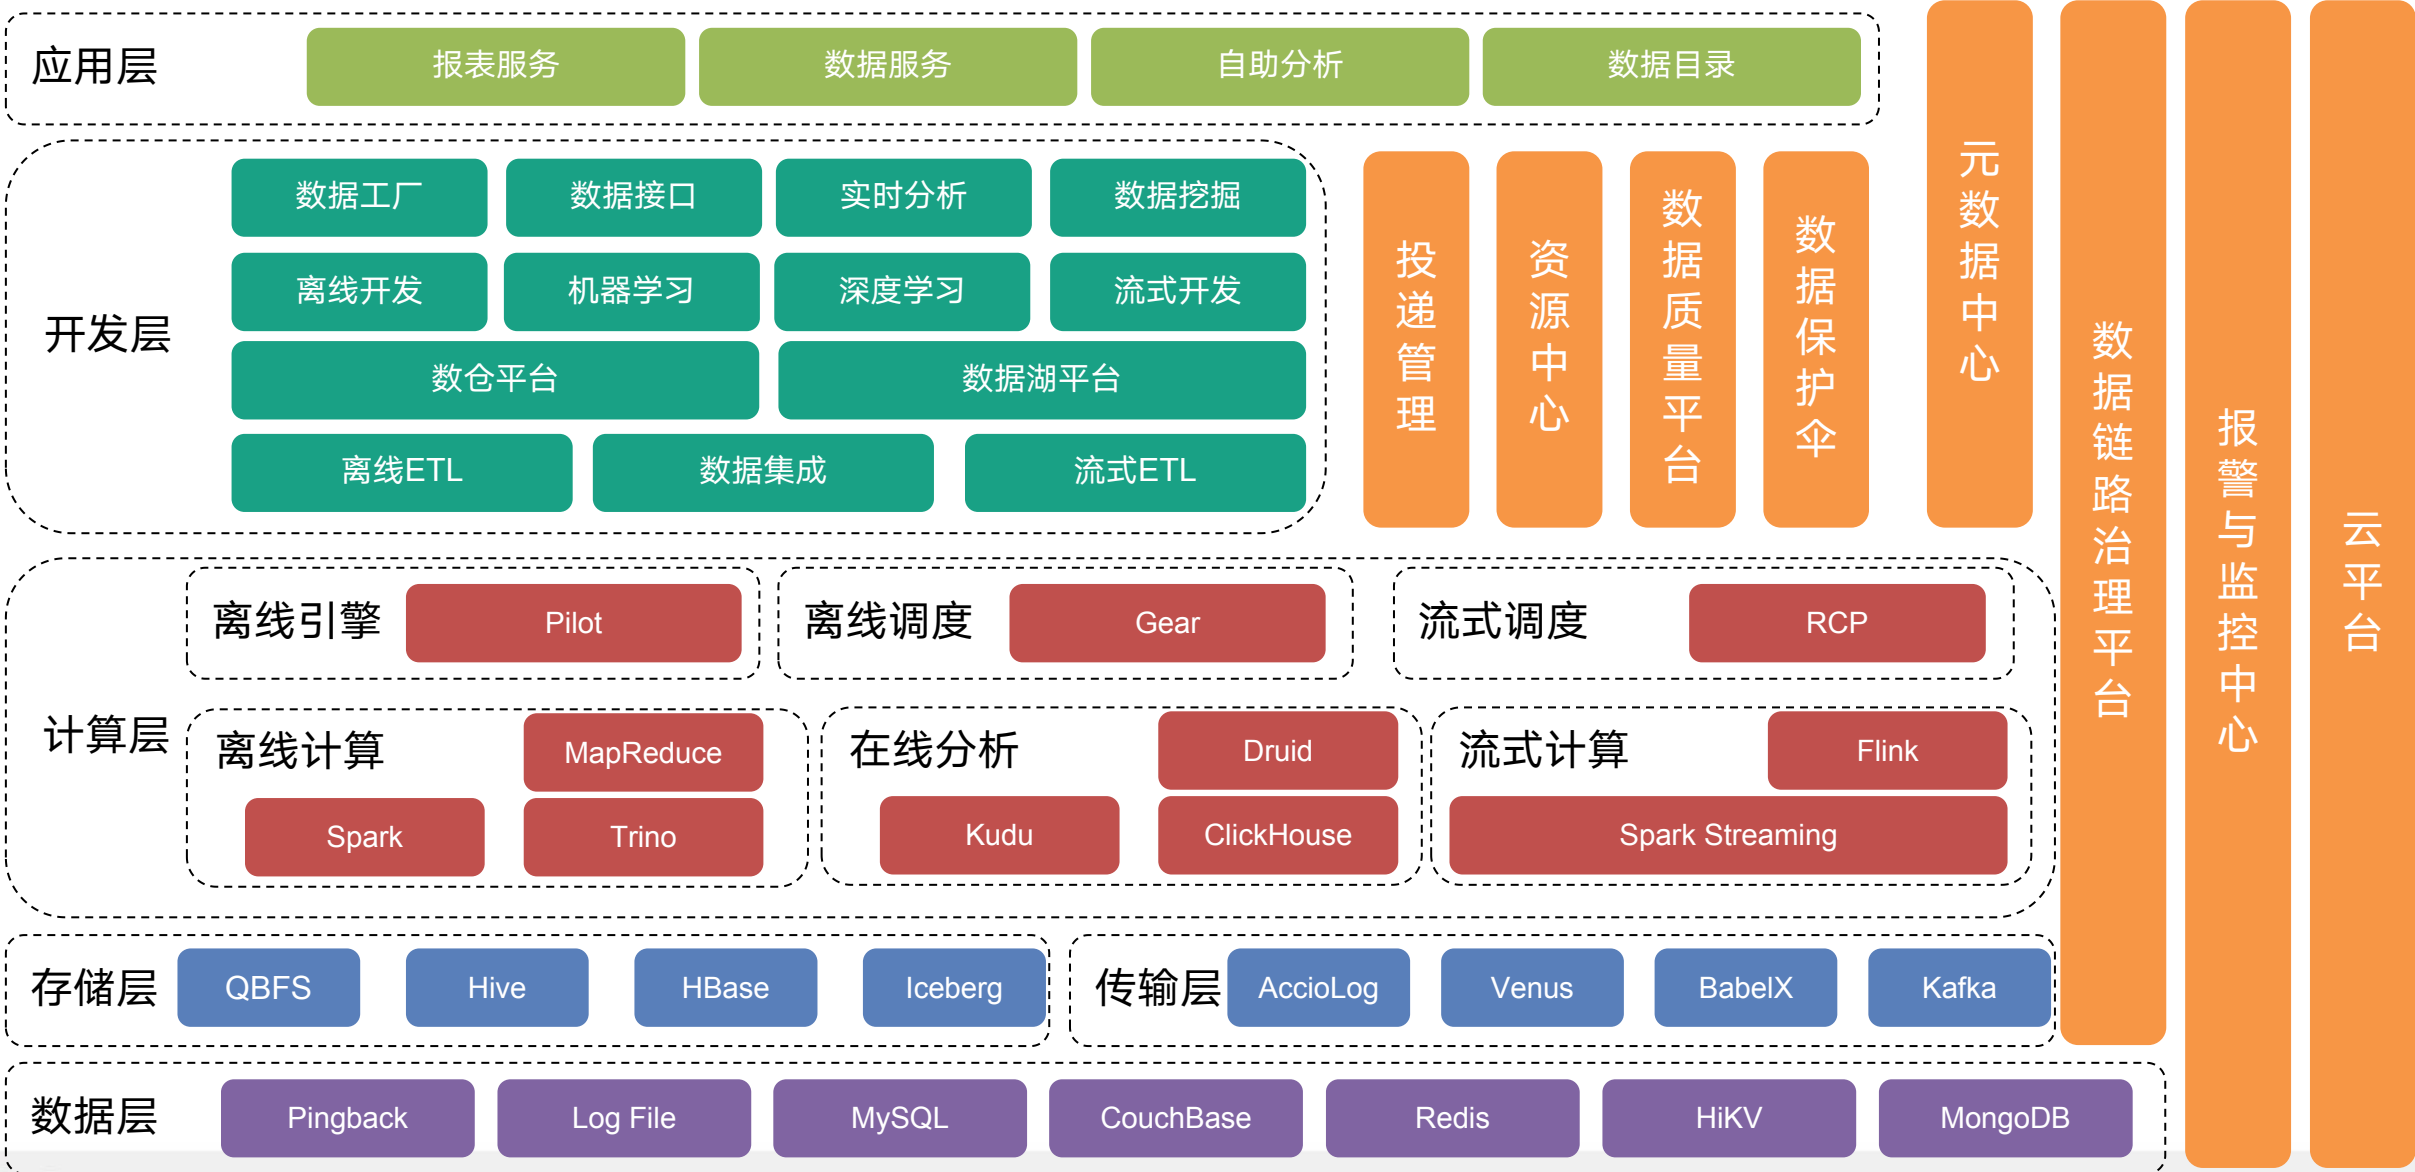 应用层
报表服务
数据服务
自助分析
数据目录
开发层
数据工厂
数据接口
实时分析
数据挖掘
离线开发
机器学习
深度学习
流式开发
数仓平台
数据湖平台
离线ETL
数据集成
流式ETL
投递管理
资源中心
数据质量平台
数据保护伞
元数据中心
数据链路治理平台
报警与监控中心
云平台
计算层
离线引擎
Pilot
离线调度
Gear
流式调度
RCP
离线计算
MapReduce
Spark
Trino
在线分析
Druid
Kudu
ClickHouse
流式计算
Flink
Spark Streaming
存储层
QBFS
Hive
HBase
Iceberg
传输层
AccioLog
Venus
BabelX
Kafka
数据层
Pingback
Log File
MySQL
CouchBase
Redis
HiKV
MongoDB